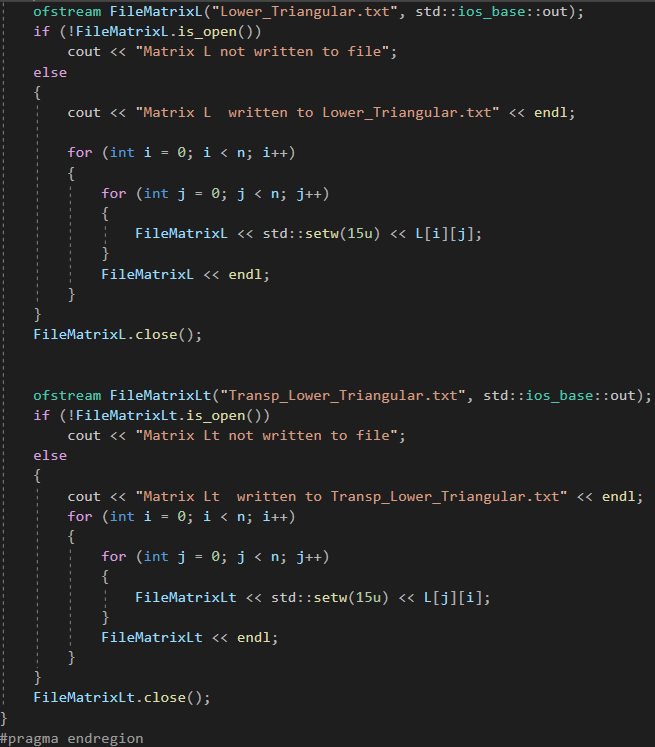 ofstream FileMatrixL("Lower_Triangular.txt", std::ios_base::out);
if (!FileMatrixL.is_open())
cout << "Matrix L not written to file";
else
{
cout << "Matrix L  written to Lower_Triangular.txt" << endl;
for (int i = 0; i < n; i++)
{
for (int j = 0; j < n; j++)
{
FileMatrixL << std::setw(15u) << L[i][j];
}
FileMatrixL << endl;
}
}
FileMatrixL.close();
ofstream FileMatrixLt("Transp_Lower_Triangular.txt", std::ios_base::out);
if (!FileMatrixLt.is_open())
cout << "Matrix Lt not written to file";
else
{
cout << "Matrix Lt  written to Transp_Lower_Triangular.txt" << endl;
for (int i = 0; i < n; i++)
{
for (int j = 0; j < n; j++)
{
FileMatrixLt << std::setw(15u) << L[j][i];
}
FileMatrixLt << endl;
}
}
FileMatrixLt.close();
}
#pragma endregion